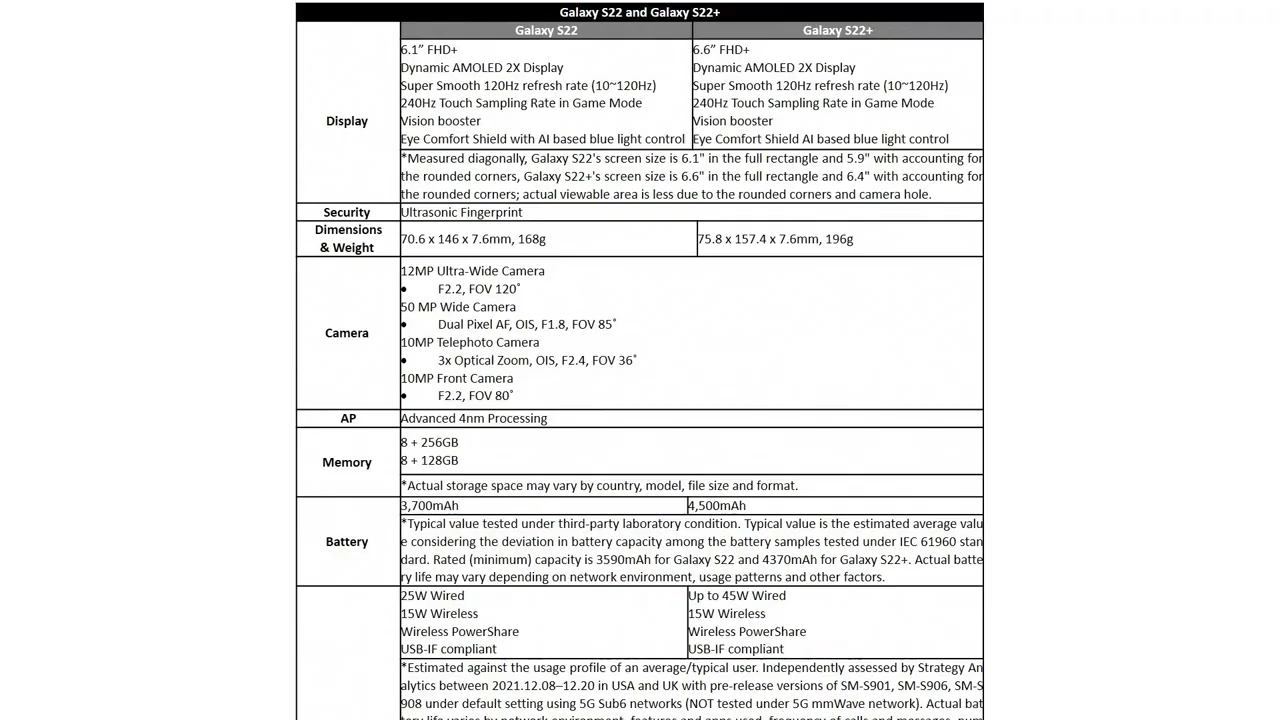 Galaxy S22 and Galaxy S22+
Galaxy S22
Galaxy S22+
Display
6.1” FHD+
Dynamic AMOLED 2X Display
Super Smooth 120Hz refresh rate (10~120Hz)
240Hz Touch Sampling Rate in Game Mode
Vision booster
Eye Comfort Shield with AI based blue light control
6.6” FHD+
Dynamic AMOLED 2X Display
Super Smooth 120Hz refresh rate (10~120Hz)
240Hz Touch Sampling Rate in Game Mode
Vision booster
Eye Comfort Shield AI based blue light control
*Measured diagonally, Galaxy S22's screen size is 6.1" in the full rectangle and 5.9" with accounting for
the rounded corners, Galaxy S22+'s screen size is 6.6" in the full rectangle and 6.4" with accounting for
the rounded corners; actual viewable area is less due to the rounded corners and camera hole.
Security
Ultrasonic Fingerprint
Dimensions
& Weight
70.6 x 146 x 7.6mm, 168g
75.8 x 157.4 x 7.6mm, 196g
Camera
12MP Ultra-Wide Camera
● F2.2, FOV 120˚
50 MP Wide Camera
● Dual Pixel AF, OIS, F1.8, FOV 85˚
10MP Telephoto Camera
● 3x Optical Zoom, OIS, F2.4, FOV 36˚
10MP Front Camera
● F2.2, FOV 80˚
AP
Advanced 4nm Processing
Memory
8 + 256GB
8 + 128GB
*Actual storage space may vary by country, model, file size and format.
Battery
3,700mAh
4,500mAh
*Typical value tested under third-party laboratory condition. Typical value is the estimated average valu
e considering the deviation in battery capacity among the battery samples tested under IEC 61960 stan
dard. Rated (minimum) capacity is 3590mAh for Galaxy S22 and 4370mAh for Galaxy S22+. Actual batte
ry life may vary depending on network environment, usage patterns and other factors.
25W Wired
15W Wireless
Wireless PowerShare
USB-IF compliant
Up to 45W Wired
15W Wireless
Wireless PowerShare
USB-IF compliant
*Estimated against the usage profile of an average/typical user. Independently assessed by Strategy An
alytics between 2021.12.08–12.20 in USA and UK with pre-release versions of SM-S901, SM-S906, SM-S
908 under default setting using 5G Sub6 networks (NOT tested under 5G mmWave network). Actual bat
tery life varies by network environment, features and apps used, frequency of calls and messages, num